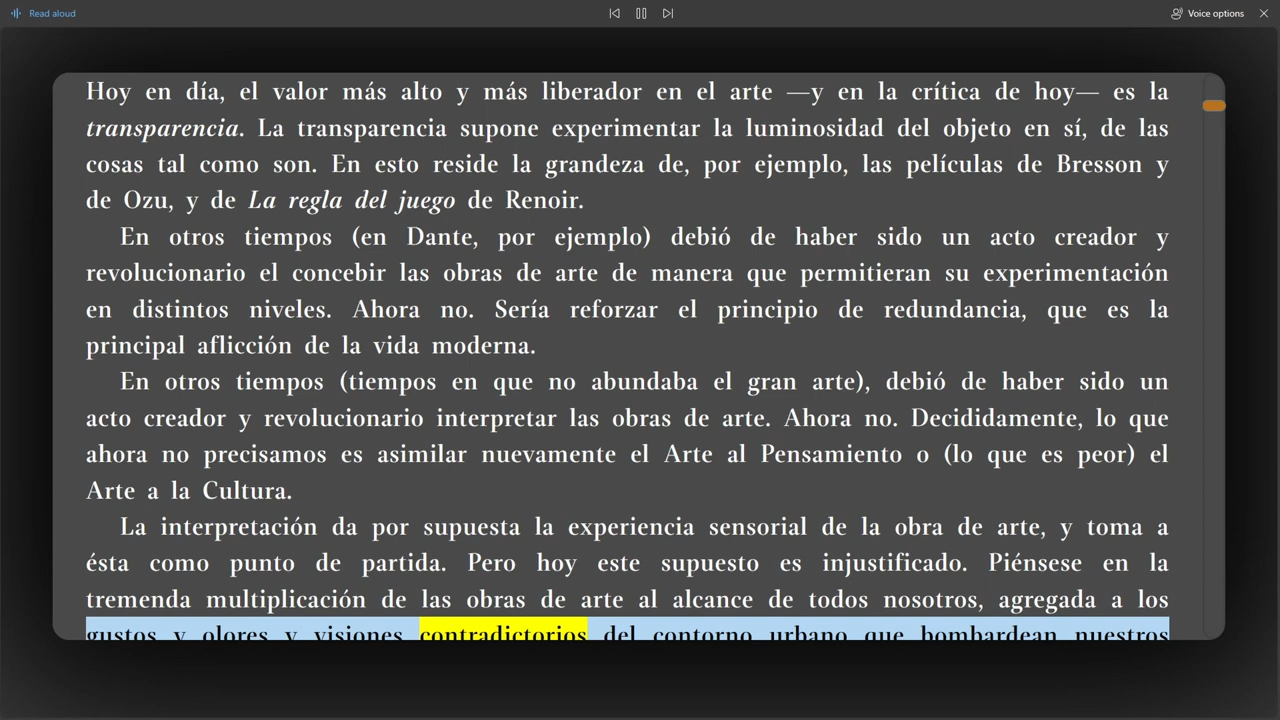 Read aloud
Voice options
Hoy en día, el valor más alto y más liberador en el arte —y en la crítica de hoy— es la
transparencia. La transparencia supone experimentar la luminosidad del objeto en sí, de las
cosas tal como son. En esto reside la grandeza de, por ejemplo, las películas de Bresson y
de Ozu, y de La regla del juego de Renoir.
En otros tiempos (en Dante, por ejemplo) debió de haber sido un acto creador y
revolucionario el concebir las obras de arte de manera que permitieran su experimentación
en distintos niveles. Ahora no. Sería reforzar el principio de redundancia, que es la
principal aflicción de la vida moderna.
En otros tiempos (tiempos en que no abundaba el gran arte), debió de haber sido un
acto creador y revolucionario interpretar las obras de arte. Ahora no. Decididamente, lo que
ahora no precisamos es asimilar nuevamente el Arte al Pensamiento o (lo que es peor) el
Arte a la Cultura.
La interpretación da por supuesta la experiencia sensorial de la obra de arte, y toma a
ésta como punto de partida. Pero hoy este supuesto es injustificado. Piénsese en la
tremenda multiplicación de las obras de arte al alcance de todos nosotros, agregada a los
gustos y olores y visiones contradictorios del contorno urbano que bombardean nuestros